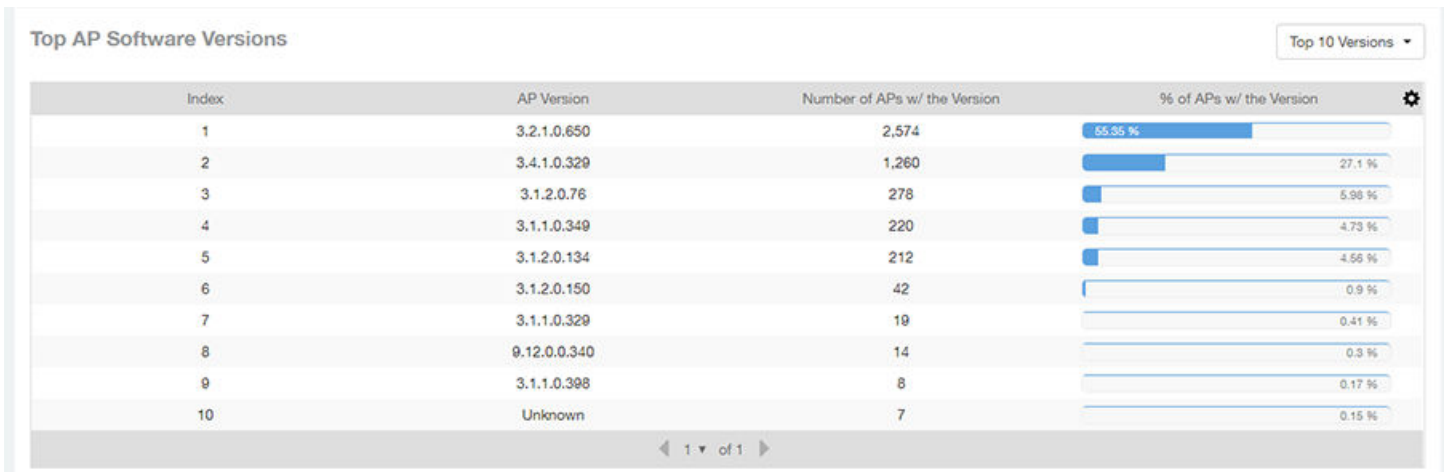 Top AP Software Versions
Top 10 Versions
Index AP Version Number of APs w/ the Version % of APs w/ the Version
1 3.2.1.0.650 2,574 55.35 %
2 3.4.1.0.329 1,260 27.1 %
3 3.1.2.0.76 278 5.98 %
4 3.1.1.0.349 220 4.73 %
5 3.1.2.0.134 212 4.56 %
6 3.1.2.0.150 42 0.9 %
7 3.1.1.0.329 19 0.41 %
8 9.12.0.0.340 14 0.3 %
9 3.1.1.0.398 8 0.17 %
10 Unknown 7 0.15 %
1 of 1